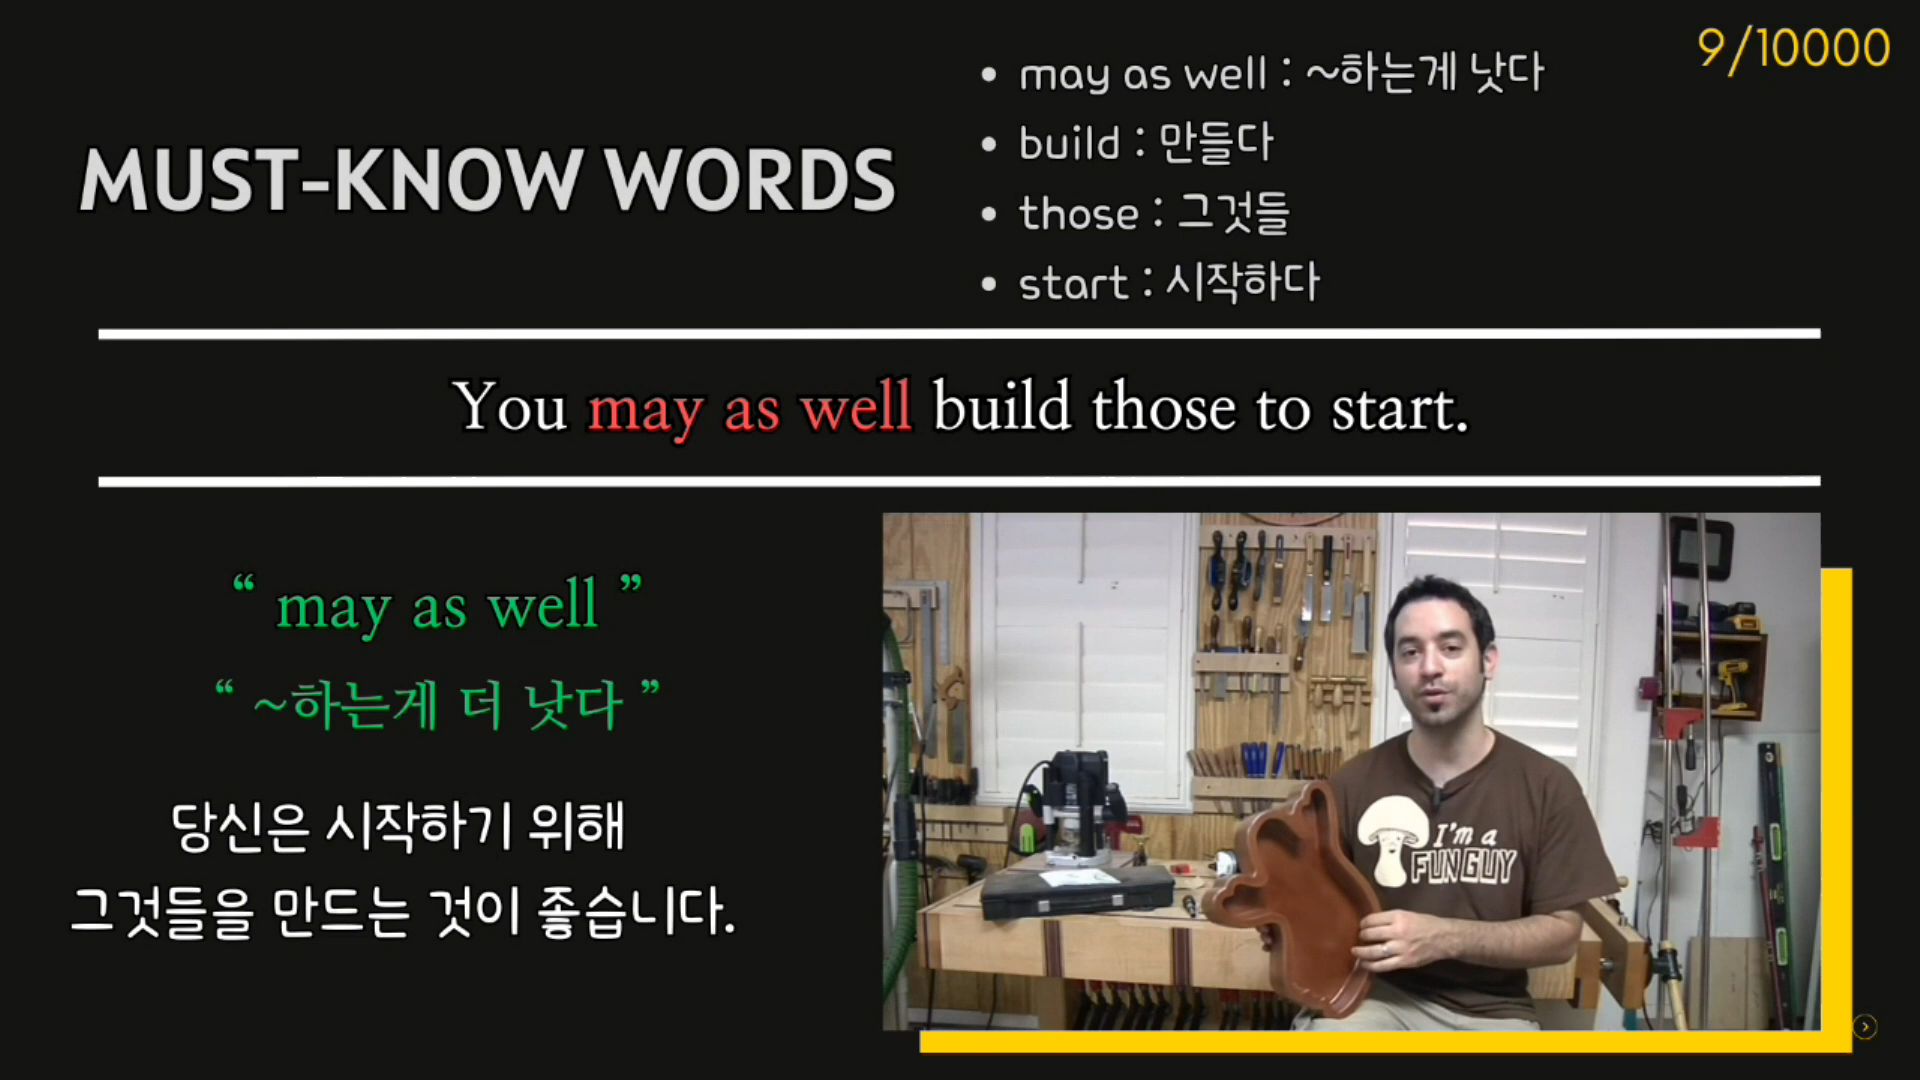 9/10000
MUST-KNOW WORDS
• may as well : ~하는게 낫다
• build : 만들다
• those : 그것들
• start : 시작하다
You may as well build those to start.
“ may as well ”
“ ~하는게 더 낫다 ”
당신은 시작하기 위해
그것들을 만드는 것이 좋습니다.
I'm a
FUN GUY